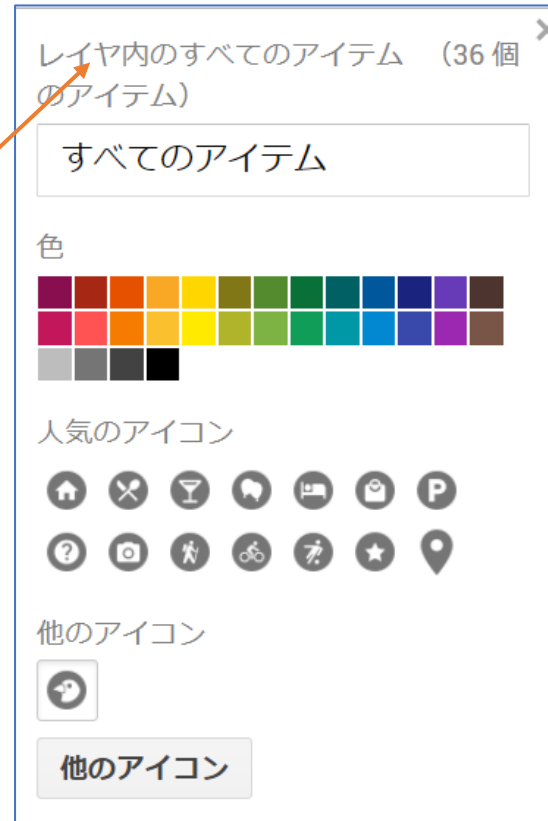 レイヤ内のすべてのアイテム （36 個
のアイテム）
すべてのアイテム
色
人気のアイコン
P
?
他のアイコン
他のアイコン